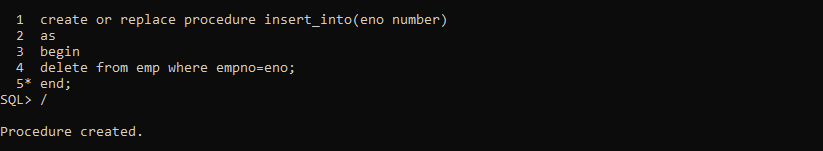 1 create or replace procedure insert_into(eno number)
2 as
3 begin
4 delete from emp where empno=eno;
5* end;
SQL> /
Procedure created.